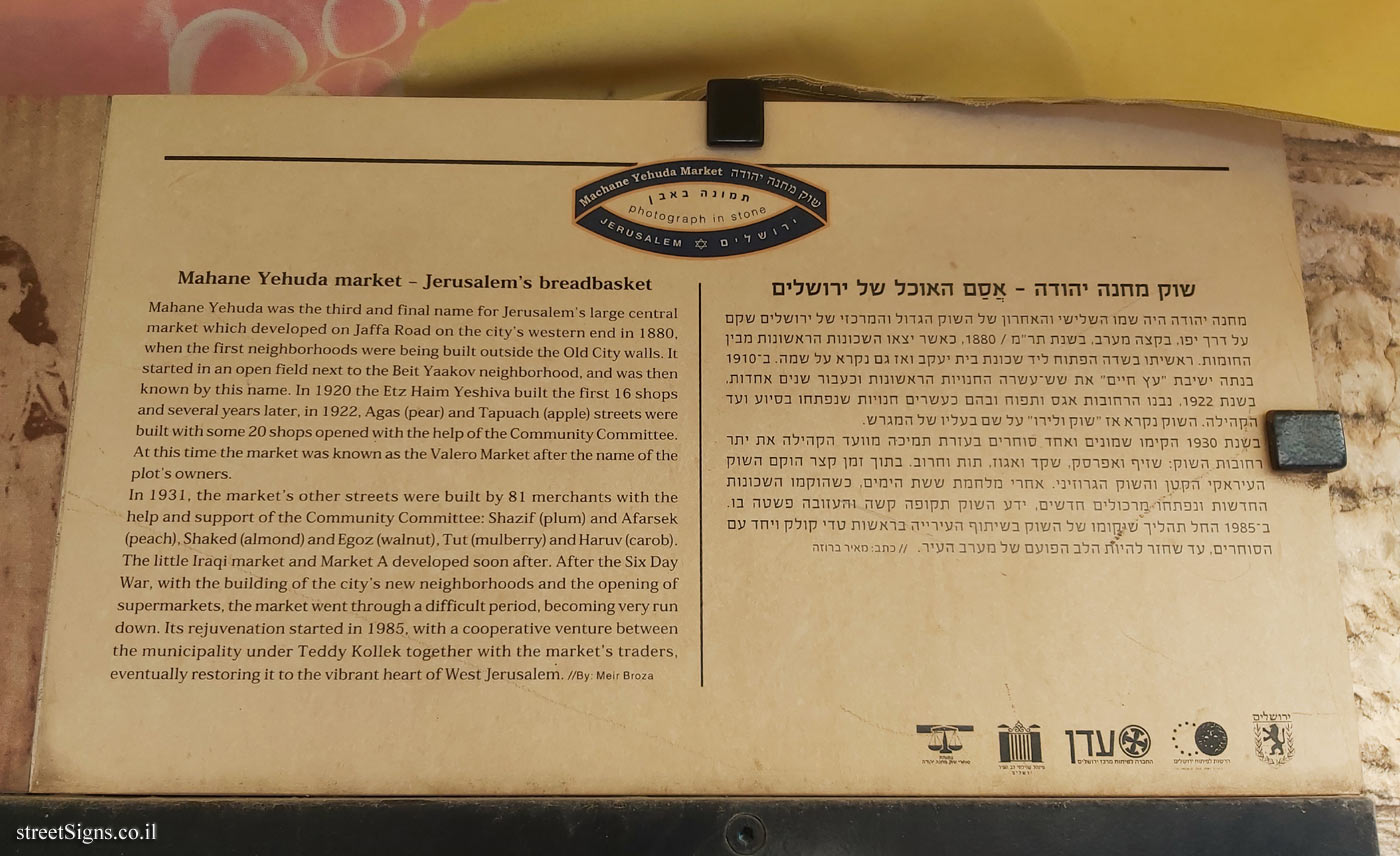 Machane Yehuda Market שוק מחנה יהודה
תמונה באבן
photograph in stone
JERUSALEM ירושלים
Mahane Yehuda market – Jerusalem's breadbasket
Mahane Yehuda was the third and final name for Jerusalem's large central
market which developed on Jaffa Road on the city's western end in 1880,
when the first neighborhoods were being built outside the Old City walls. It
started in an open field next to the Beit Yaakov neighborhood, and was then
known by this name. In 1920 the Etz Haim Yeshiva built the first 16 shops
and several years later, in 1922, Agas (pear) and Tapuach (apple) streets were
built with some 20 shops opened with the help of the Community Committee.
At this time the market was known as the Valero Market after the name of the
plot's owners.
In 1931, the market's other streets were built by 81 merchants with the
help and support of the Community Committee: Shazif (plum) and Afarsek
(peach), Shaked (almond) and Egoz (walnut), Tut (mulberry) and Haruv (carob).
The little Iraqi market and Market A developed soon after. After the Six Day
War, with the building of the city's new neighborhoods and the opening of
supermarkets, the market went through a difficult period, becoming very run
down. Its rejuvenation started in 1985, with a cooperative venture between
the municipality under Teddy Kollek together with the market's traders,
eventually restoring it to the vibrant heart of West Jerusalem. //By: Meir Broza
שוק מחנה יהודה – אֲסַם האוכל של ירושלים
מחנה יהודה היה שמו השלישי והאחרון של השוק הגדול והמרכזי של ירושלים שקם
על דרך יפו, בקצה מערב, בשנת תר"מ / 1880, כאשר יצאו השכונות הראשונות מבין
החומות. ראשיתו בשדה הפתוח ליד שכונת בית יעקב ואז גם נקרא על שמה. ב־1910
בנתה ישיבת "עץ חיים" את שש־עשרה החנויות הראשונות וכעבור שנים אחדות,
בשנת 1922, נבנו הרחובות אגס ותפוח ובהם כעשרים חנויות שנפתחו בסיוע ועד
הקהילה. השוק נקרא אז "שוק ולירו" על שם בעליו של המגרש.
בשנת 1930 הקימו שמונים ואחד סוחרים בעזרת תמיכה מוועד הקהילה את יתר
רחובות השוק: שזיף ואפרסק, שקד ואגוז, תות וחרוב. בתוך זמן קצר הוקם השוק
העיראקי הקטן והשוק הגרוזיני. אחרי מלחמת ששת הימים, כשהוקמו השכונות
החדשות ונפתחו מרכולים חדשים, ידע השוק תקופה קשה והעזובה פשטה בו.
ב־1985 החל תהליך שיקומו של השוק בשיתוף העירייה בראשות טדי קולק ויחד עם
הסוחרים, עד שחזר להיות הלב הפועם של מערב העיר. // כתב: מאיר ברוזה
ירושלים
עדן
החברה לפיתוח מרכז ירושלים
הרשות לפיתוח ירושלים
streetSigns.co.il